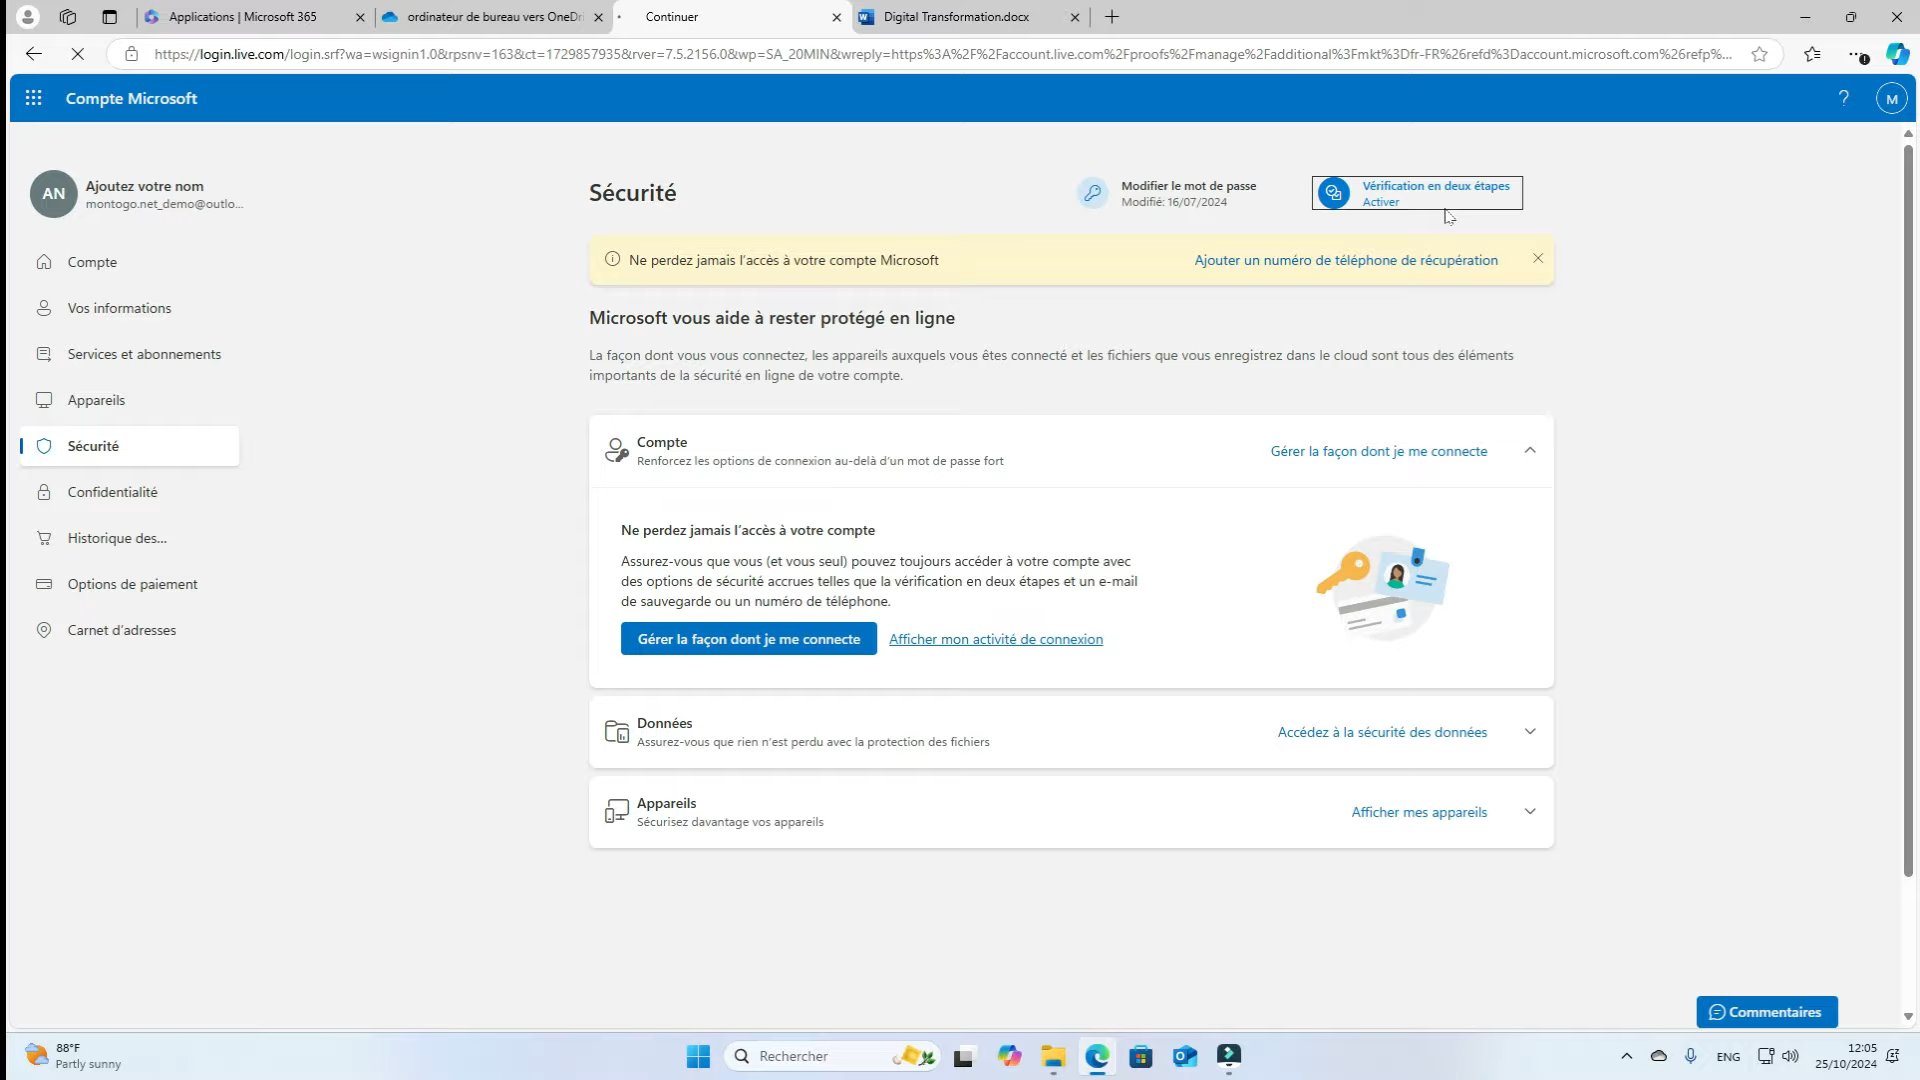 Applications | Microsoft 365
ordinateur de bureau vers OneDri
Continuer
Digital Transformation.docx
https://login.live.com/login.srf?wa=wsignin1.0&rpsnv=163&ct=1729857935&rver=7.5.2156.0&wp=SA_20MIN&wreply=https%3A%2F%2Faccount.live.com%2Fproofs%2Fmanage%2Fadditional%3Fmkt%3Dfr-FR%26refd%3Daccount.microsoft.com%26refp%...
Compte Microsoft
?
M
AN
Ajoutez votre nom
montogo.net_demo@outlo...
Compte
Vos informations
Services et abonnements
Appareils
Sécurité
Confidentialité
Historique des...
Options de paiement
Carnet d'adresses
Sécurité
Modifier le mot de passe
Modifié: 16/07/2024
Vérification en deux étapes
Activer
Ne perdez jamais l'accès à votre compte Microsoft
Ajouter un numéro de téléphone de récupération
Microsoft vous aide à rester protégé en ligne
La façon dont vous vous connectez, les appareils auxquels vous êtes connecté et les fichiers que vous enregistrez dans le cloud sont tous des éléments
importants de la sécurité en ligne de votre compte.
Compte
Renforcez les options de connexion au-delà d'un mot de passe fort
Gérer la façon dont je me connecte
Ne perdez jamais l'accès à votre compte
Assurez-vous que vous (et vous seul) pouvez toujours accéder à votre compte avec
des options de sécurité accrues telles que la vérification en deux étapes et un e-mail
de sauvegarde ou un numéro de téléphone.
Gérer la façon dont je me connecte
Afficher mon activité de connexion
Données
Assurez-vous que rien n'est perdu avec la protection des fichiers
Accédez à la sécurité des données
Appareils
Sécurisez davantage vos appareils
Afficher mes appareils
Commentaires
88°F
Partly sunny
Rechercher
ENG
12:05
25/10/2024